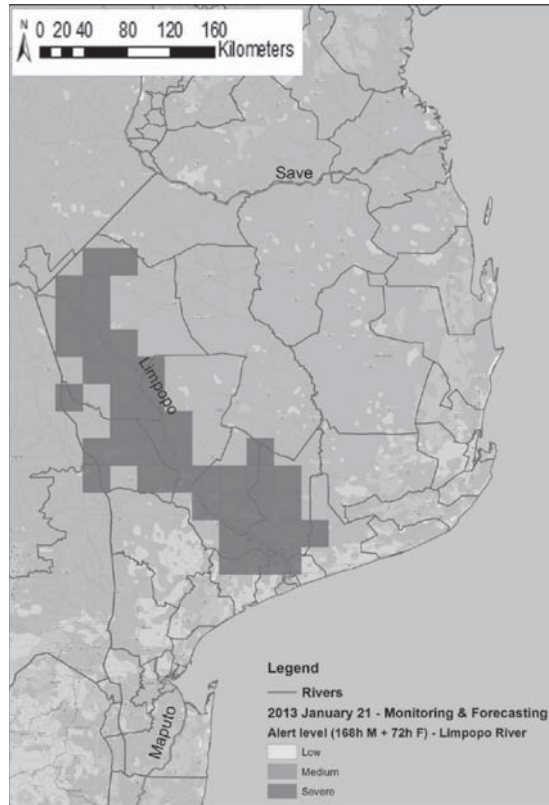 N
0 20 40 80 120 160
Kilometers
Save
Limpopo
Maputo
Legend
Rivers
2013 January 21 - Monitoring & Forecasting
Alert level (168h M + 72h F) - Limpopo River
Low
Medium
Severe